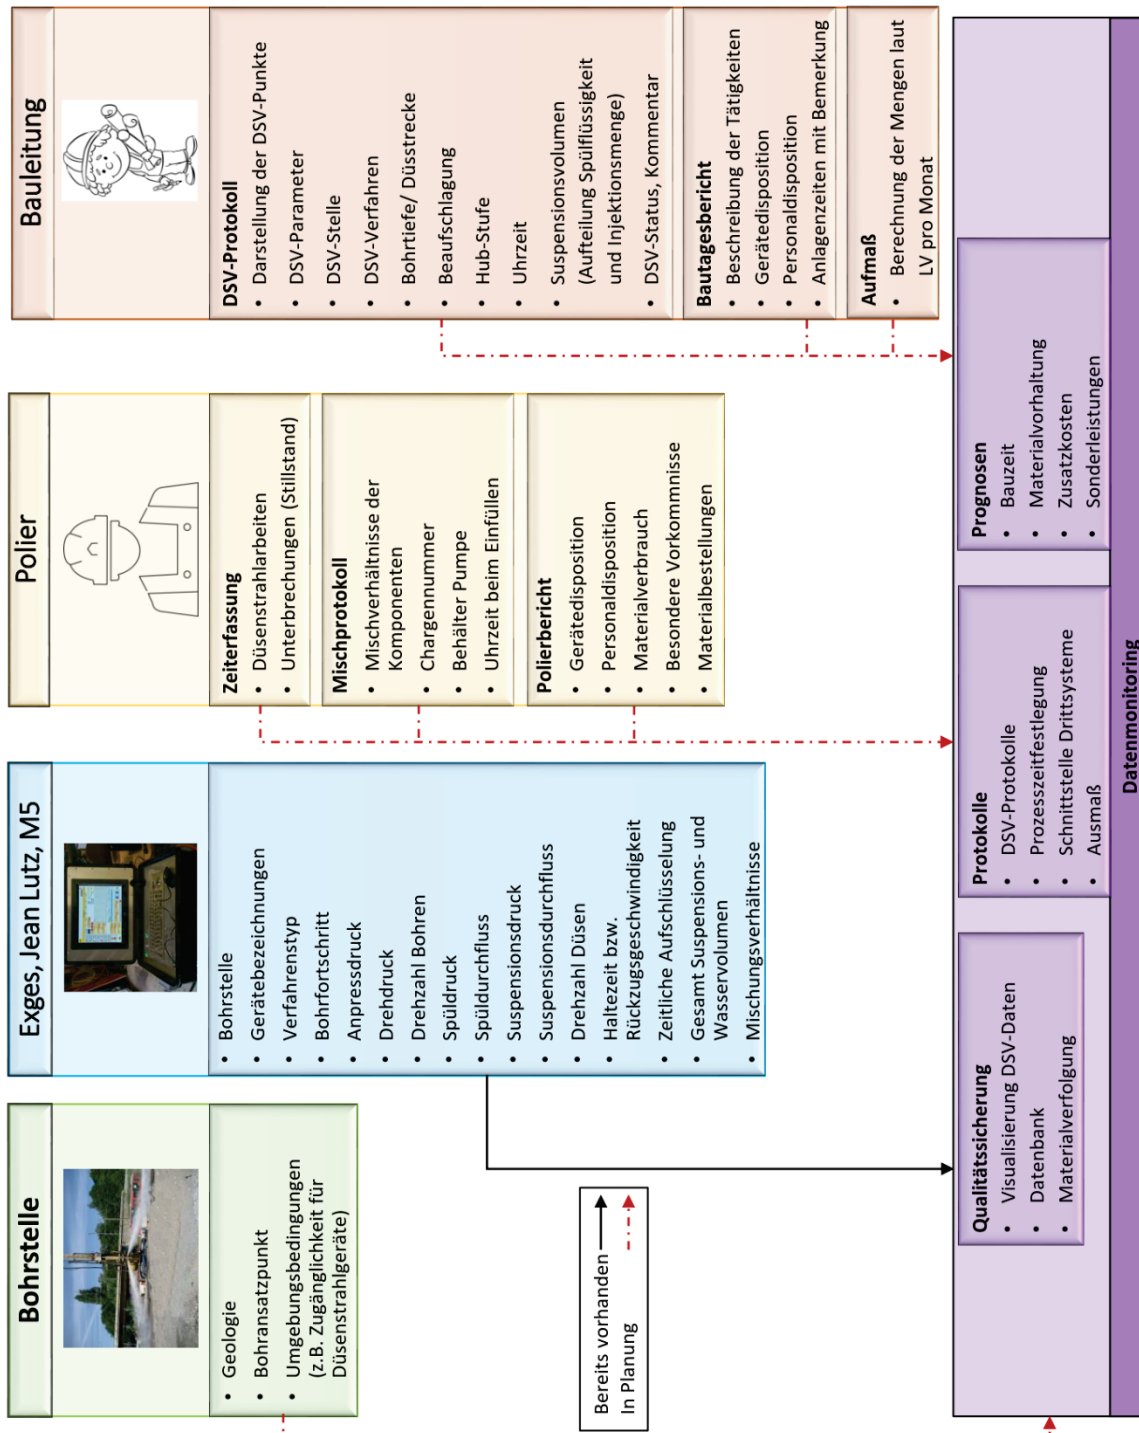 Bohrstelle
• Geologie
• Bohransatzpunkt
• Umgebungsbedingungen
(z.B. Zugänglichkeit für
Düsenstrahlgeräte)
Exges, Jean Lutz, M5
• Bohrstelle
• Gerätebezeichnungen
• Verfahrenstyp
• Bohrfortschritt
• Anpressdruck
• Drehdruck
• Drehzahl Bohren
• Spüldruck
• Spüldurchfluss
• Suspensionsdruck
• Suspensionsdurchfluss
• Drehzahl Düsen
• Haltezeit bzw.
Rückzugsgeschwindigkeit
• Zeitliche Aufschlüsselung
• Gesamt Suspensions- und
Wasservolumen
• Mischungsverhältnisse
Polier
Zeiterfassung
• Düsenstrahlarbeiten
• Unterbrechungen (Stillstand)
Mischprotokoll
• Mischverhältnisse der
Komponenten
• Chargennummer
• Behälter Pumpe
• Uhrzeit beim Einfüllen
Polierbericht
• Gerätedisposition
• Personaldisposition
• Materialverbrauch
• Besondere Vorkommnisse
• Materialbestellungen
Bauleitung
DSV-Protokoll
• Darstellung der DSV-Punkte
• DSV-Parameter
• DSV-Stelle
• DSV-Verfahren
• Bohrtiefe/ Düsstrecke
• Beaufschlagung
• Hub-Stufe
• Uhrzeit
• Suspensionsvolumen
(Aufteilung Spülflüssigkeit
und Injektionsmenge)
• DSV-Status, Kommentar
Bautagesbericht
• Beschreibung der Tätigkeiten
• Gerätedisposition
• Personaldisposition
• Anlagenzeiten mit Bemerkung
Aufmaß
• Berechnung der Mengen laut
LV pro Monat
Bereits vorhanden
In Planung
Qualitätssicherung
• Visualisierung DSV-Daten
• Datenbank
• Materialverfolgung
Protokolle
• DSV-Protokolle
• Prozesszeitfestlegung
• Schnittstelle Drittsysteme
• Ausmaß
Prognosen
• Bauzeit
• Materialvorhaltung
• Zusatzkosten
• Sonderleistungen
Datenmonitoring